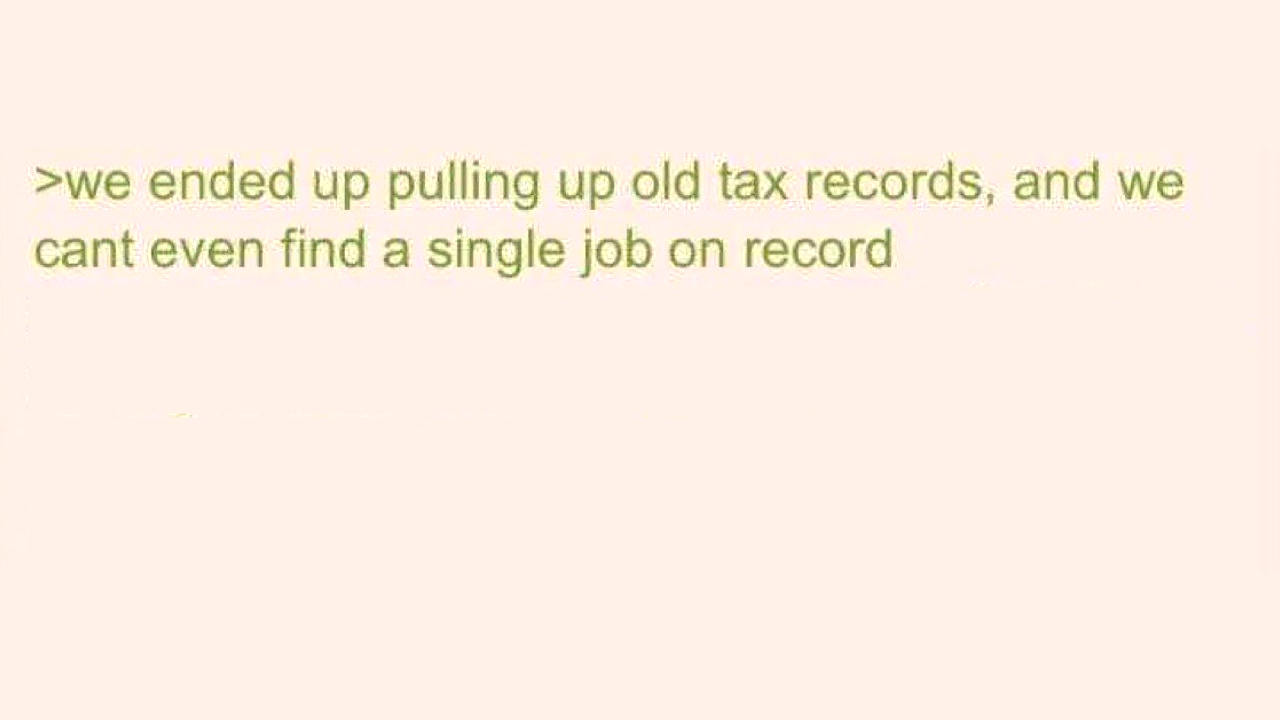 >we ended up pulling up old tax records, and we
cant even find a single job on record